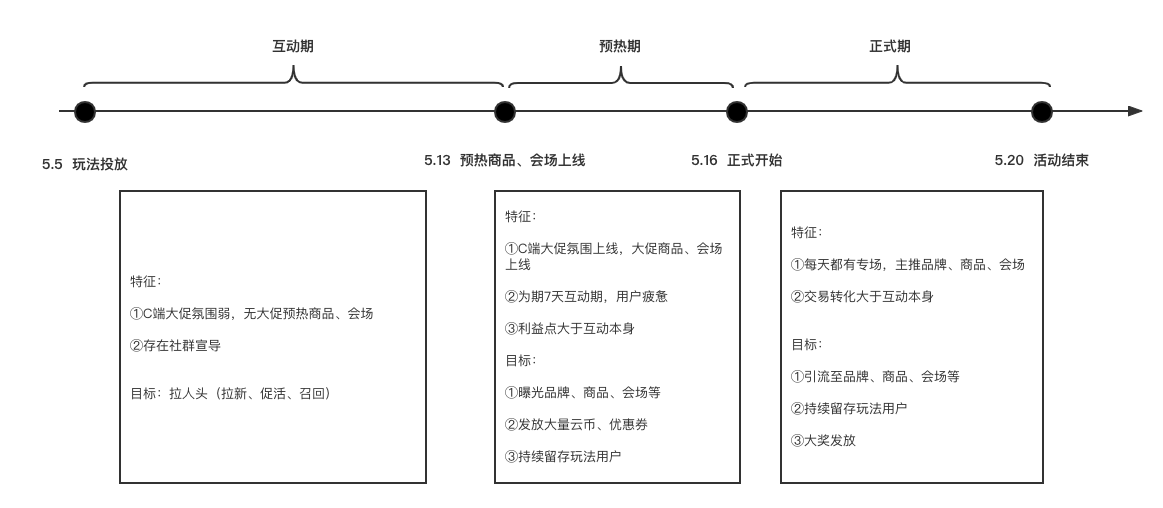 互动期
预热期
正式期
5.5 玩法投放
5.13 预热商品、会场上线
5.16 正式开始
5.20 活动结束
特征：
①C端大促氛围弱，无大促预热商品、会场
②存在社群宣导
目标：拉人头（拉新、促活、召回）
特征：
①C端大促氛围上线，大促商品、会场
上线
②为期7天互动期，用户疲惫
③利益点大于互动本身
目标：
①曝光品牌、商品、会场等
②发放大量云币、优惠券
③持续留存玩法用户
特征：
①每天都有专场，主推品牌、商品、会场
②交易转化大于互动本身
目标：
①引流至品牌、商品、会场等
②持续留存玩法用户
③大奖发放